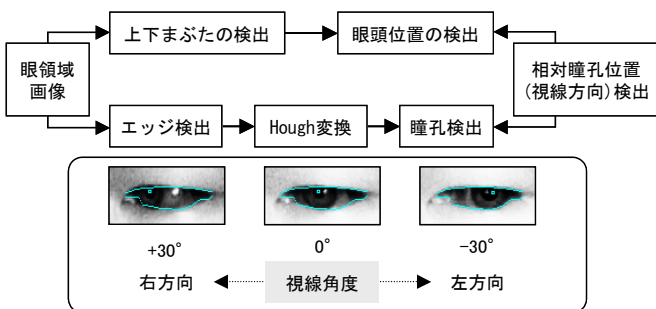 上下まぶたの検出
眼頭位置の検出
眼領域
画像
相対瞳孔位置
(視線方向)検出
エッジ検出
Hough変換
瞳孔検出
+30°
0°
-30°
右方向
視線角度
左方向